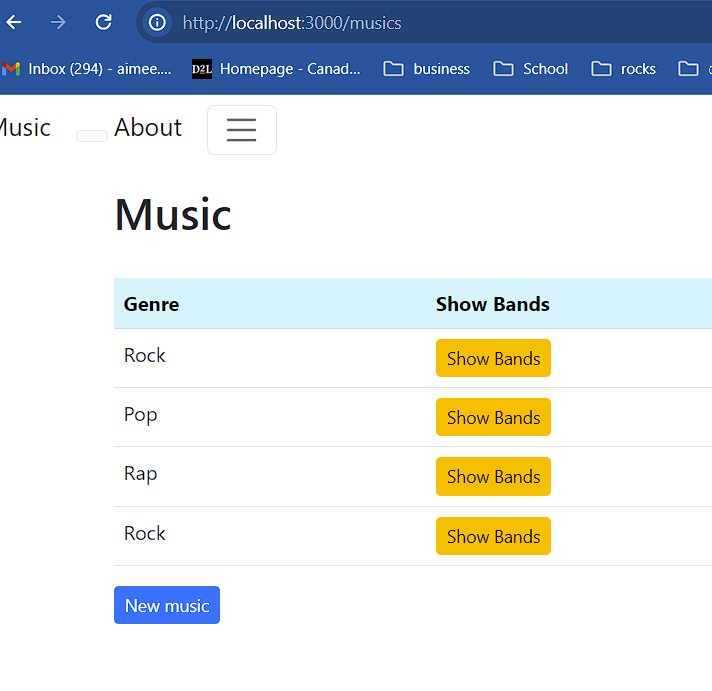 http://localhost:3000/musics
Inbox (294) - aimee.... D2L Homepage - Canad... business School rocks
Music About
Music
Genre Show Bands
Rock Show Bands
Pop Show Bands
Rap Show Bands
Rock Show Bands
New music